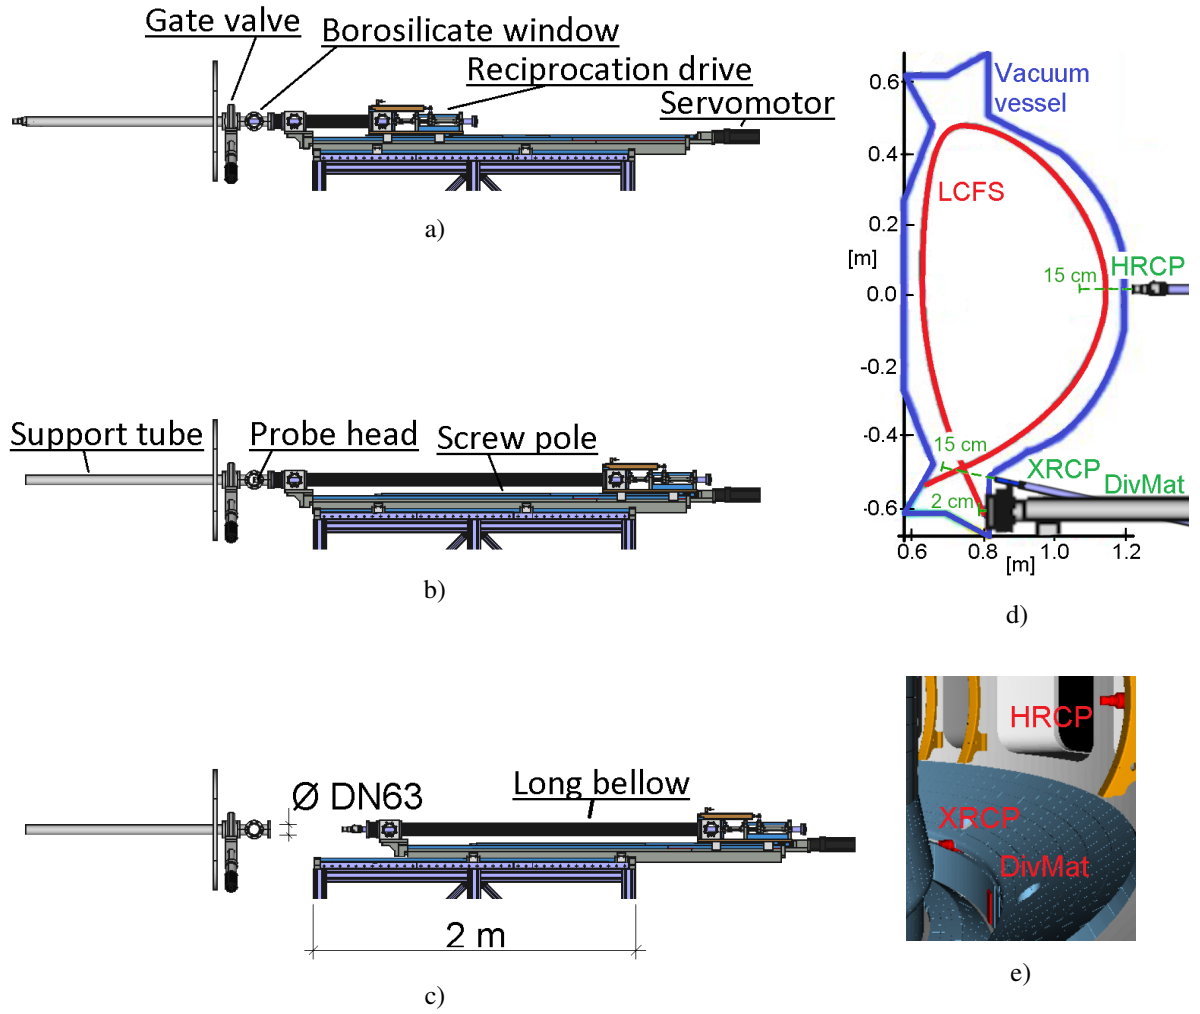 Gate valve
Borosilicate window
Reciprocation drive
Servomotor
a)
Support tube
Probe head
Screw pole
b)
Ø DN63
Long bellow
2 m
c)
0.6
Vacuum
vessel
0.4
LCFS
0.2
[m]
HRCP
15 cm
0.0
-0.2
-0.4
15 cm
XRCP
DivMat
2 cm
-0.6
0.6 0.8 1.0 1.2
[m]
d)
HRCP
XRCP
DivMat
e)